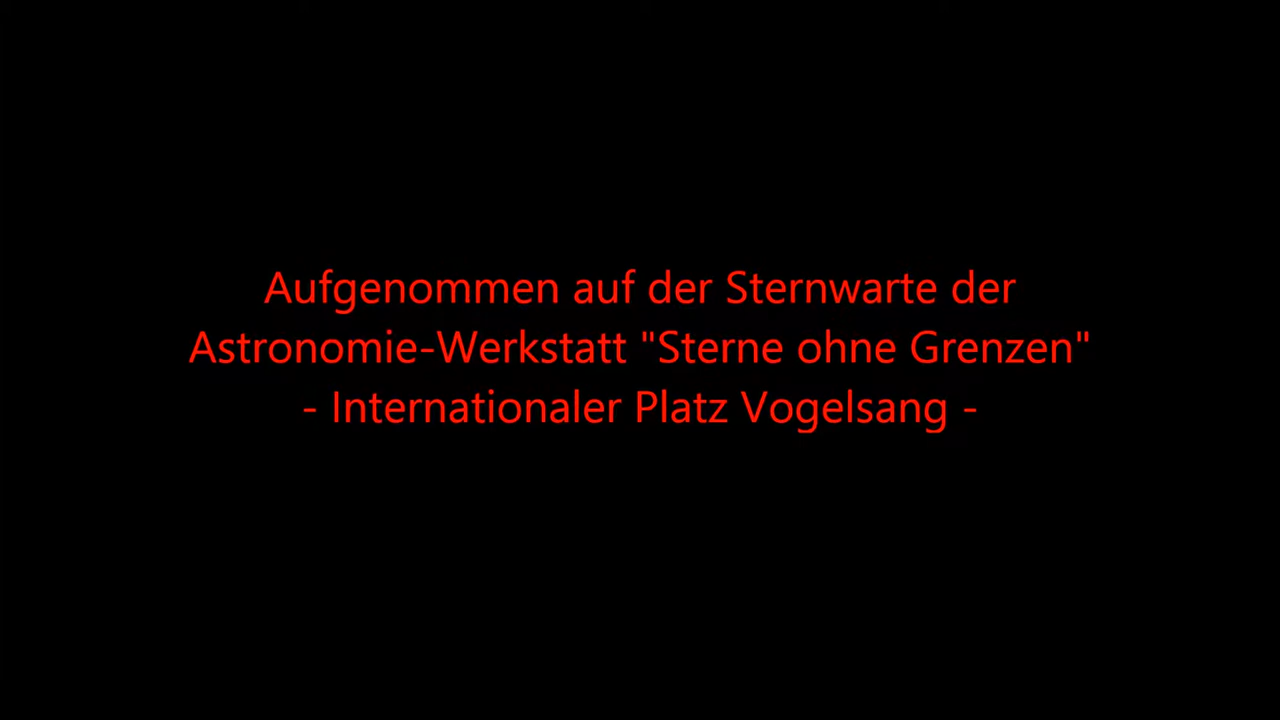 Aufgenommen auf der Sternwarte der
Astronomie-Werkstatt "Sterne ohne Grenzen"
- Internationaler Platz Vogelsang -